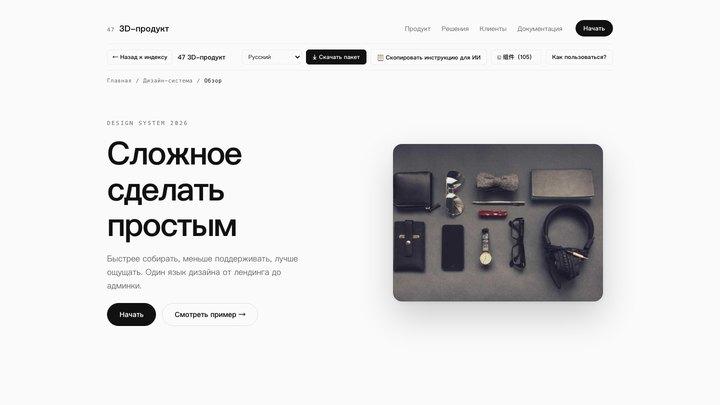 47 3D–продукт
Продукт Решения Клиенты Документация Начать
← Назад к индексу 47 3D–продукт Русский ⤓ Скачать пакет 📋 Скопировать инструкцию для ИИ ⧉ 组件 (105) Как пользоваться?
Главная / Дизайн–система / Обзор
DESIGN SYSTEM 2026
Сложное
сделать
простым
Быстрее собирать, меньше поддерживать, лучше
ощущать. Один язык дизайна от лендинга до
админки.
Начать Смотреть пример →